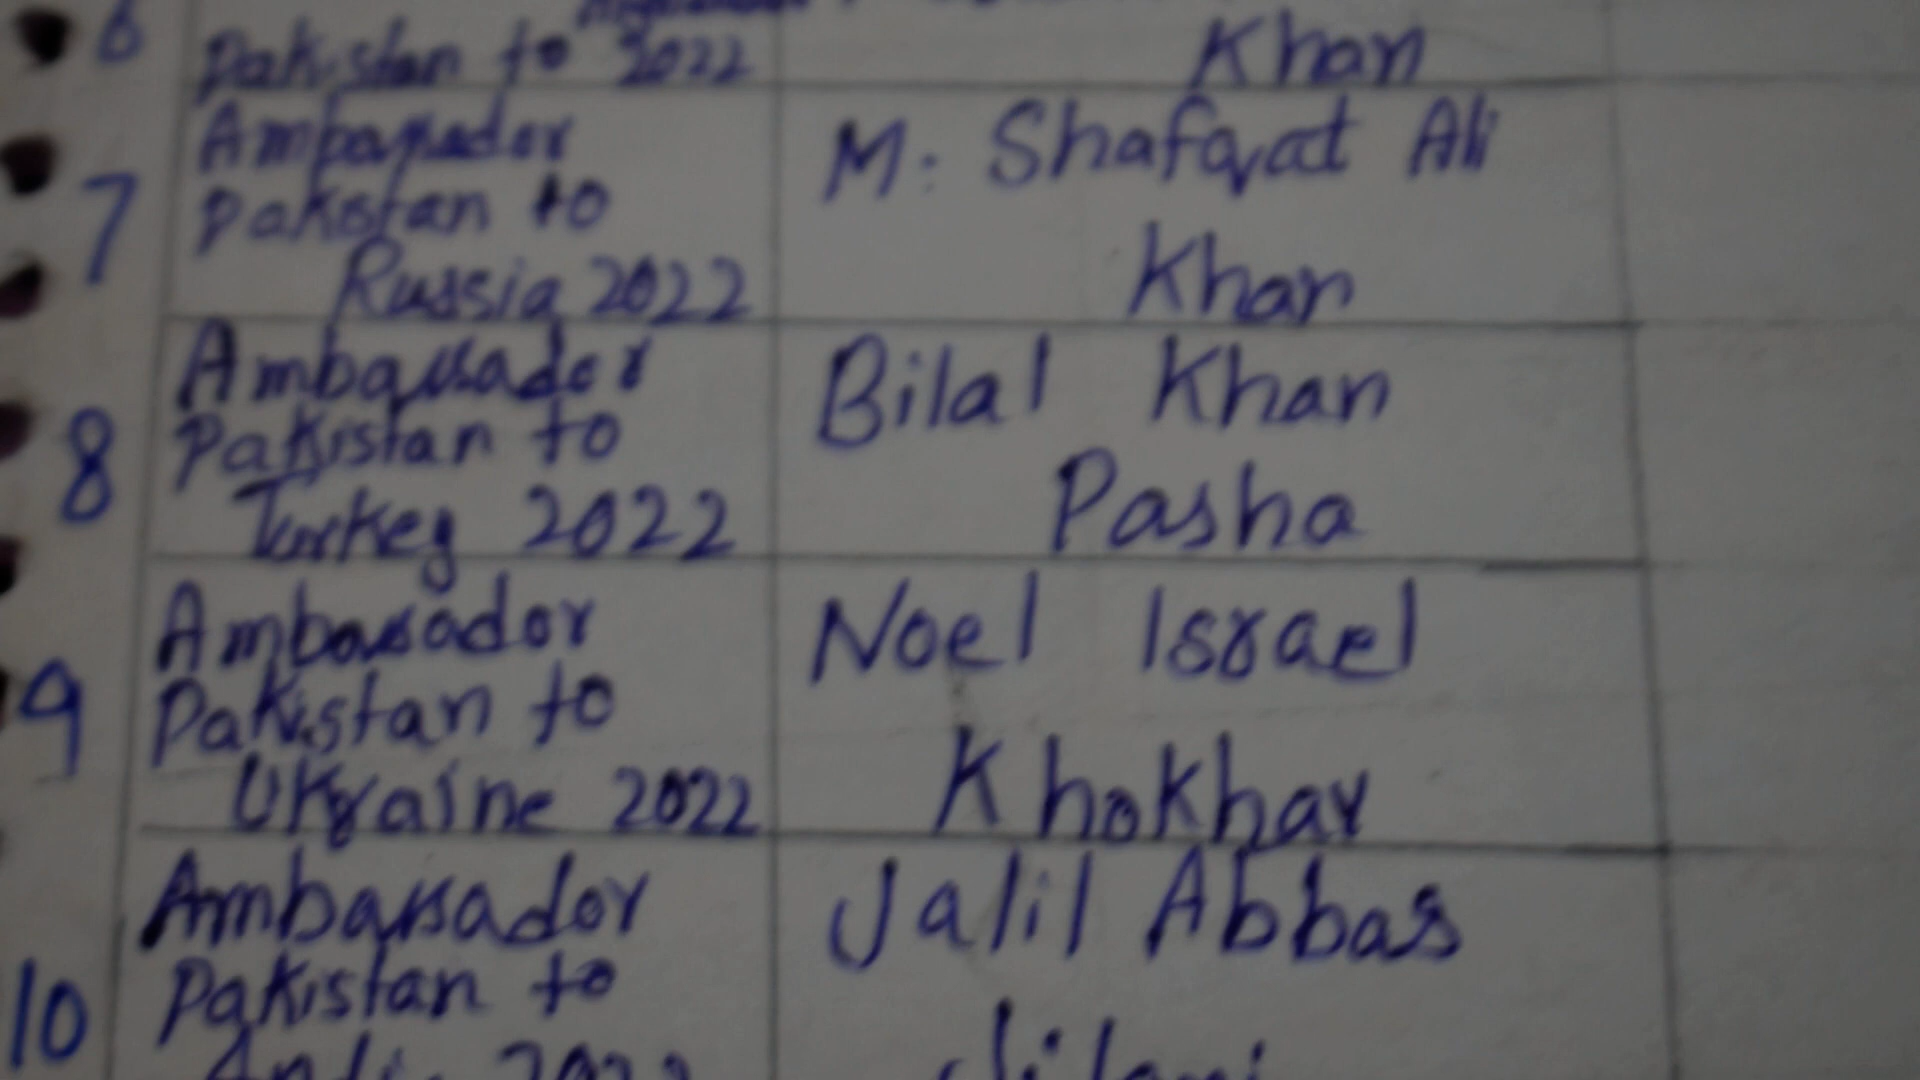 6
Pakistan to 2022
Khan
7
Ambassador
Pakistan to
Russia 2022
M. Shafqat Ali
Khan
8
Ambassador
Pakistan to
Turkey 2022
Bilal Khan
Pasha
9
Ambassador
Pakistan to
Ukraine 2022
Noel Israel
Khokhar
10
Ambassador
Pakistan to
2022
Jalil Abbas
Jilani